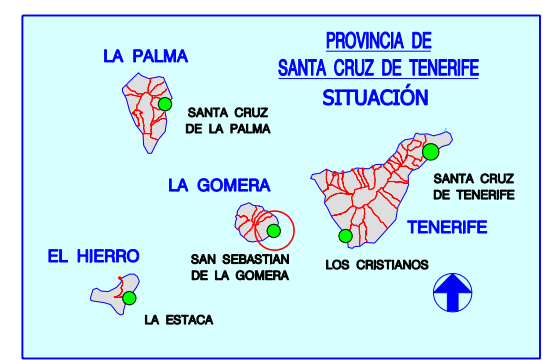 PROVINCIA DE
SANTA CRUZ DE TENERIFE
SITUACIÓN
LA PALMA
SANTA CRUZ
DE LA PALMA
LA GOMERA
SANTA CRUZ
DE TENERIFE
TENERIFE
EL HIERRO
SAN SEBASTIAN
DE LA GOMERA
LOS CRISTIANOS
LA ESTACA